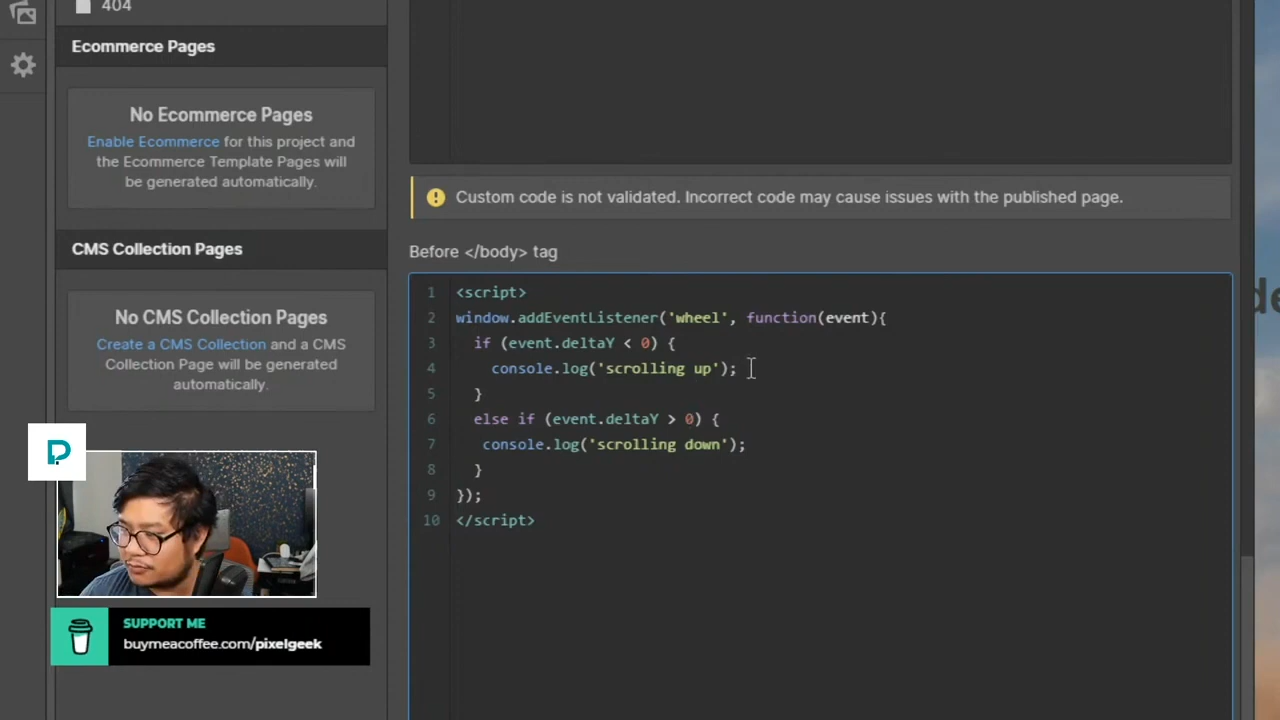 404
Ecommerce Pages
No Ecommerce Pages
Enable Ecommerce for this project and
the Ecommerce Template Pages will
be generated automatically.
CMS Collection Pages
No CMS Collection Pages
Create a CMS Collection and a CMS
Collection Page will be generated
automatically.
SUPPORT ME
buymeacoffee.com/pixelgeek
Custom code is not validated. Incorrect code may cause issues with the published page.
Before </body> tag
1 <script>
2 window.addEventListener('wheel', function(event){
3 if (event.deltaY < 0) {
4 console.log('scrolling up');
5 }
6 else if (event.deltaY > 0) {
7 console.log('scrolling down');
8 }
9 });
10 </script>
de